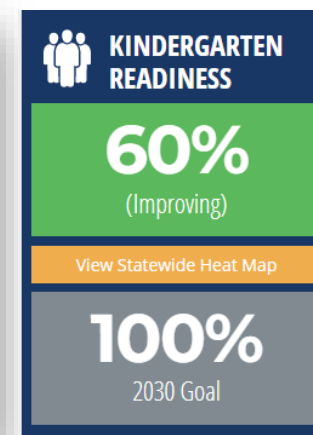 KINDERGARTEN
READINESS
60%
(Improving)
View Statewide Heat Map
100%
2030 Goal